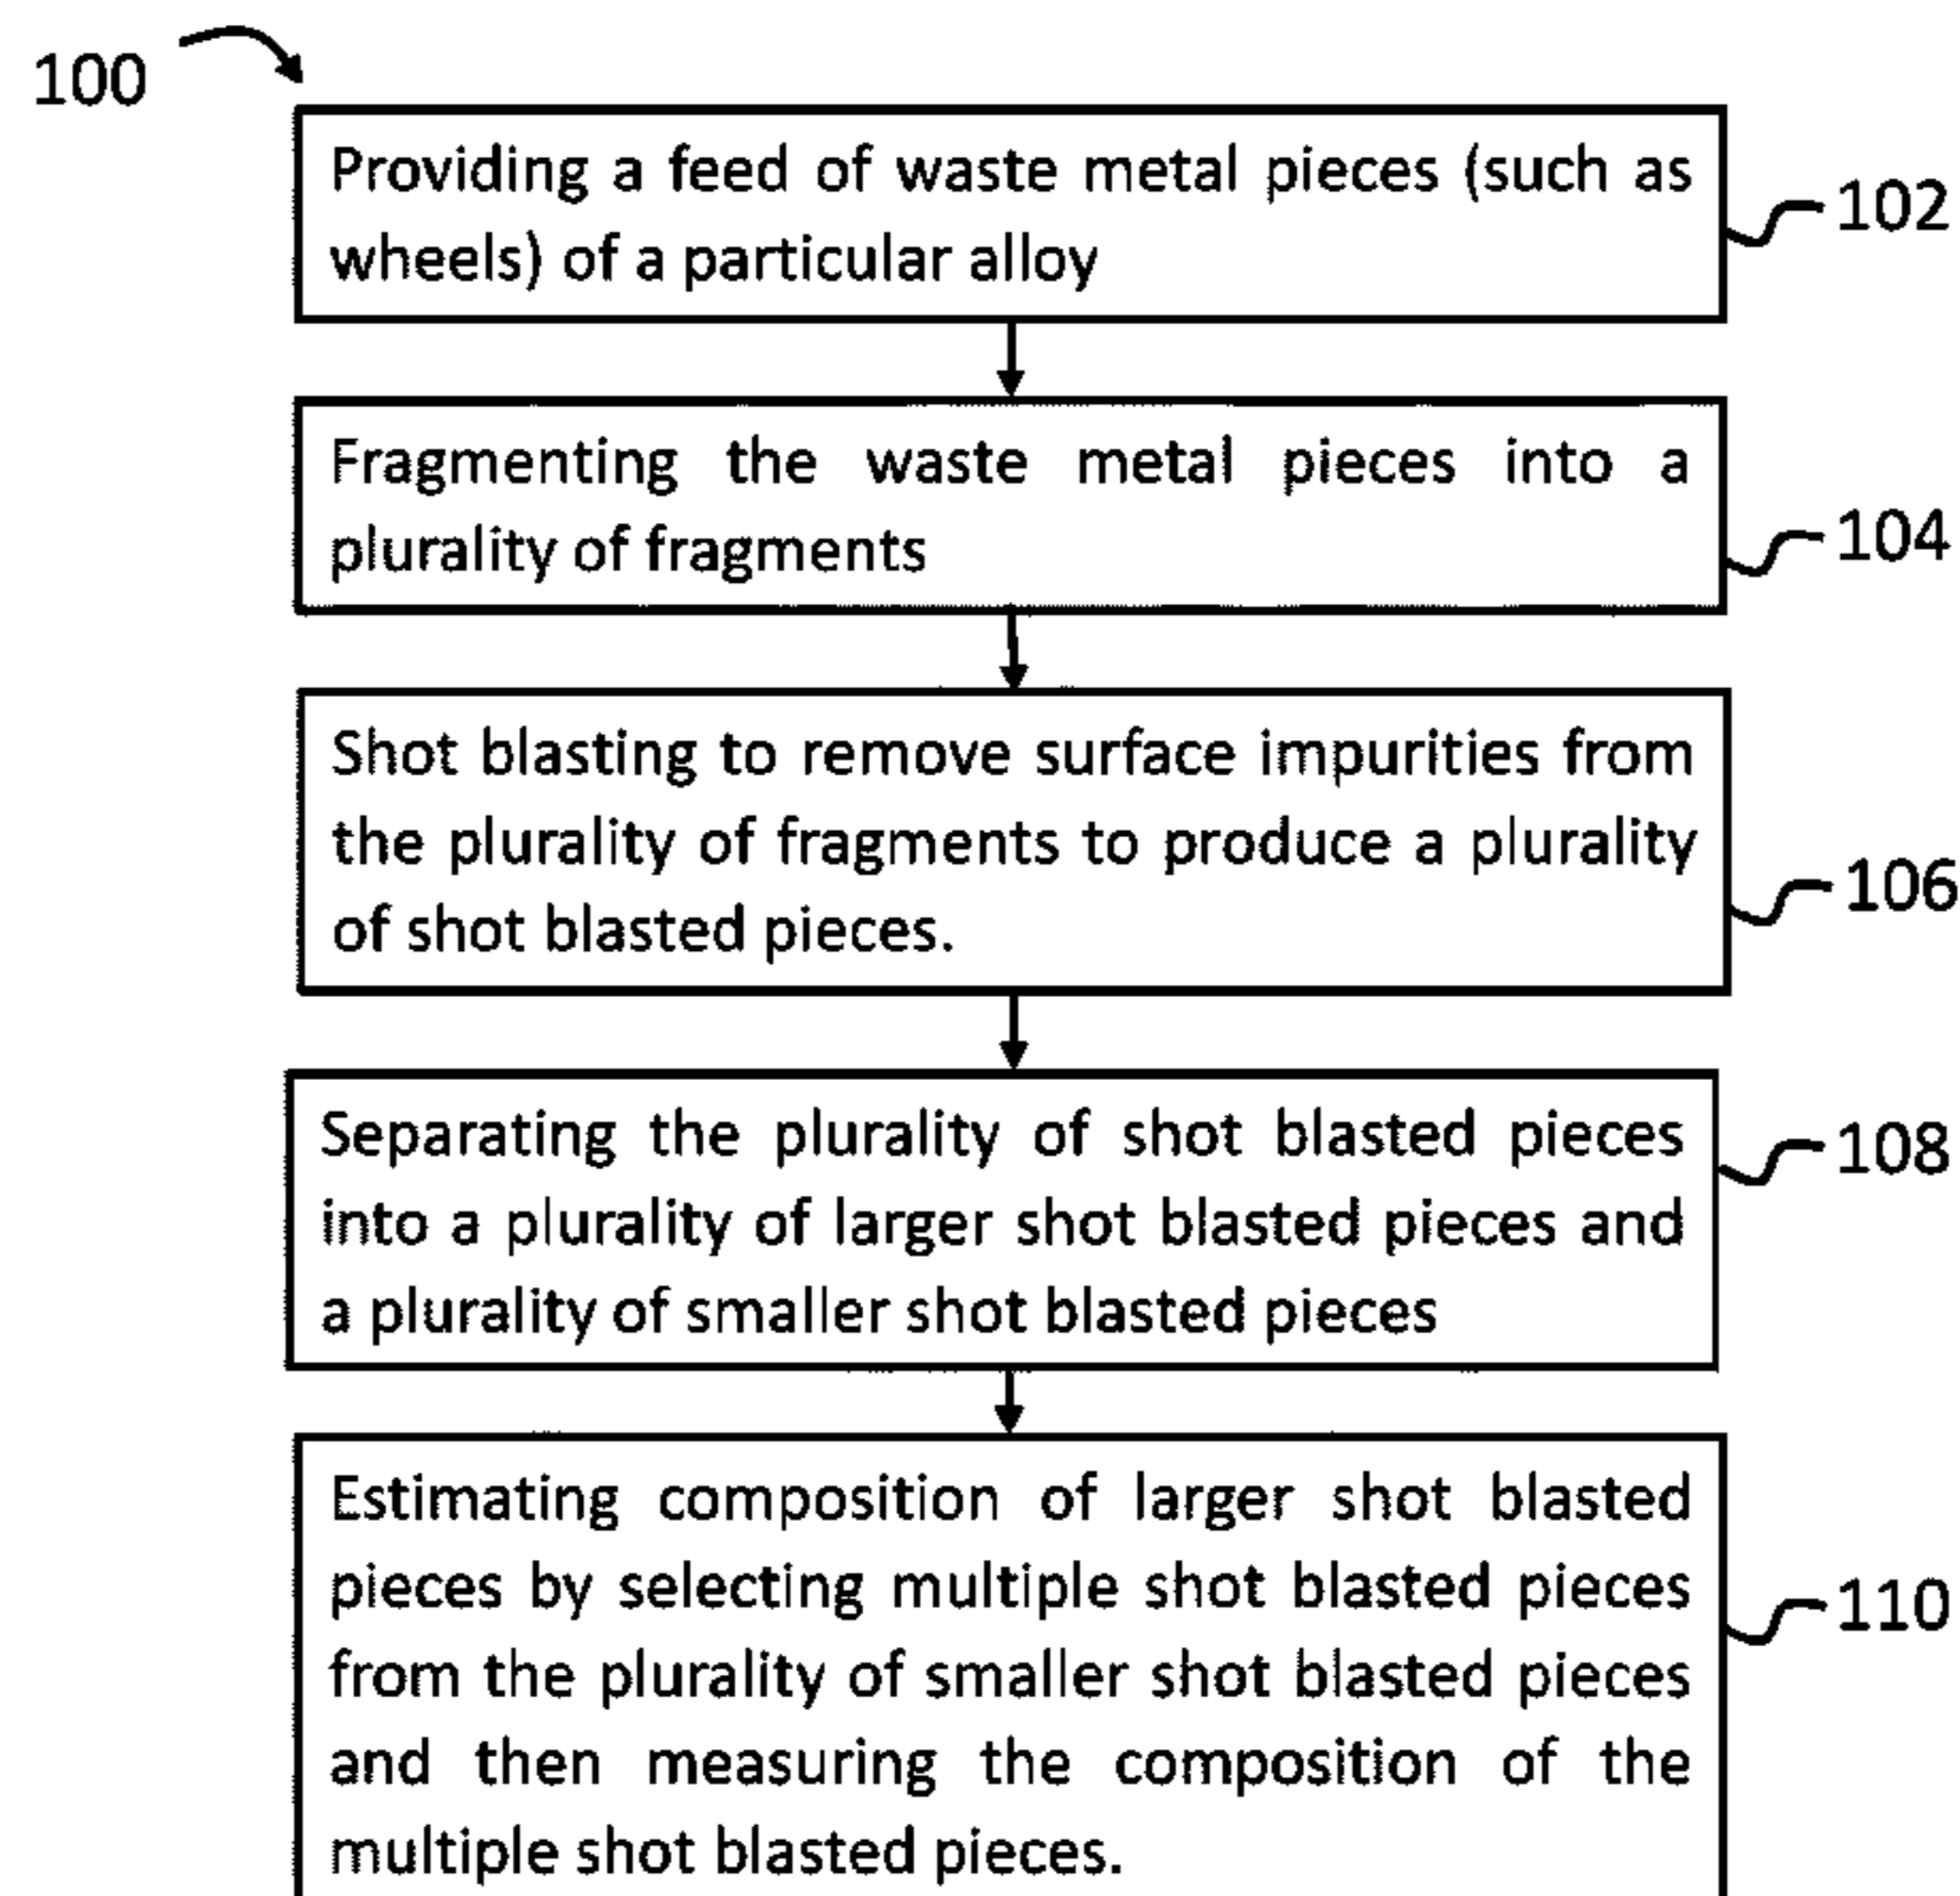 100
Providing a feed of waste metal pieces (such as
wheels) of a particular alloy
102
Fragmenting the waste metal pieces into a
plurality of fragments
104
Shot blasting to remove surface impurities from
the plurality of fragments to produce a plurality
of shot blasted pieces.
106
Separating the plurality of shot blasted pieces
into a plurality of larger shot blasted pieces and
a plurality of smaller shot blasted pieces
108
Estimating composition of larger shot blasted
pieces by selecting multiple shot blasted pieces
from the plurality of smaller shot blasted pieces
and then measuring the composition of the
multiple shot blasted pieces.
110